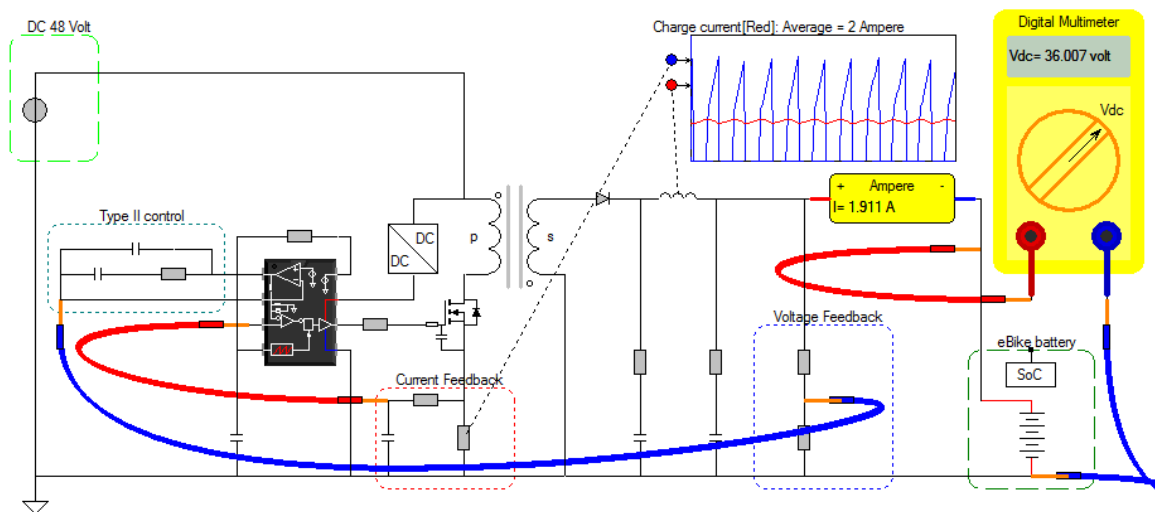 DC 48 Volt
Charge current[Red]: Average = 2 Ampere
Digital Multimeter
Vdc= 36.007 volt
Vdc
+ Ampere -
I= 1.911 A
Type II control
DC
DC
p
s
Voltage Feedback
eBike battery
SoC
Current Feedback